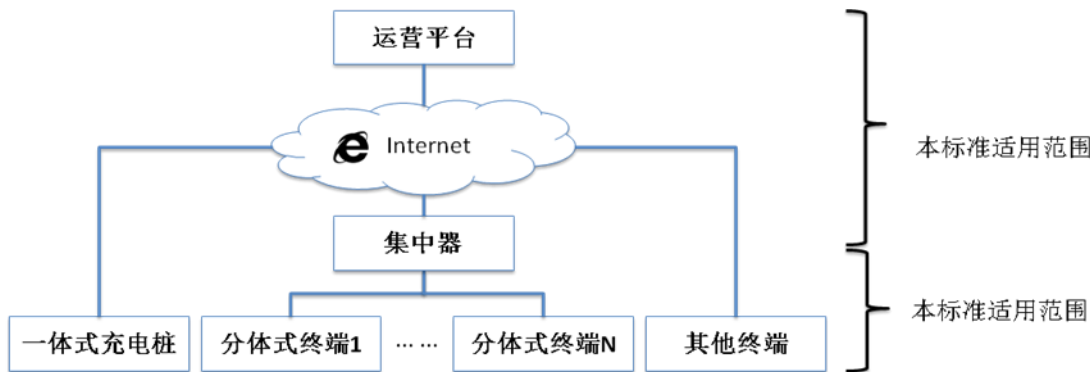 运营平台
Internet
本标准适用范围
集中器
本标准适用范围
一体式充电桩
分体式终端1
... ...
分体式终端N
其他终端